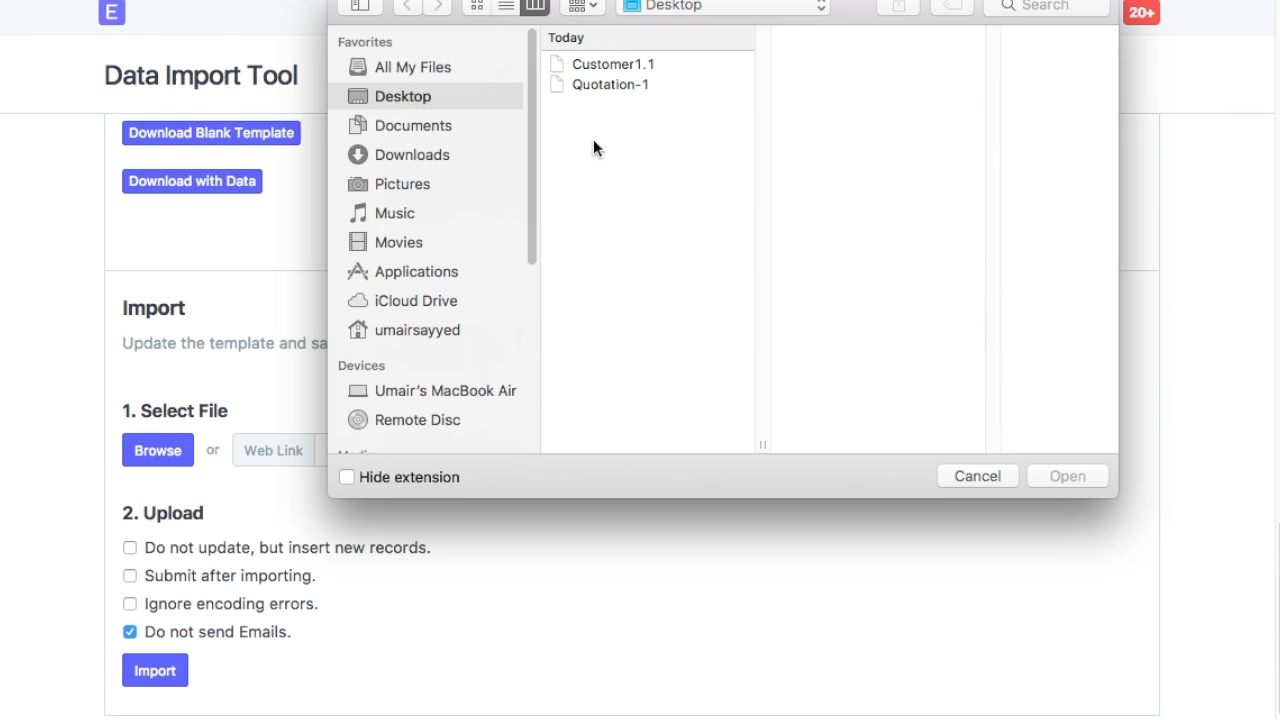 E
Desktop
Search
20+
Data Import Tool
Download Blank Template
Download with Data
Import
Update the template and sa
1. Select File
Browse
or
Web Link
2. Upload
Do not update, but insert new records.
Submit after importing.
Ignore encoding errors.
Do not send Emails.
Import
Favorites
All My Files
Desktop
Documents
Downloads
Pictures
Music
Movies
Applications
iCloud Drive
umairsayyed
Devices
Umair's MacBook Air
Remote Disc
Today
Customer1.1
Quotation-1
Hide extension
Cancel
Open